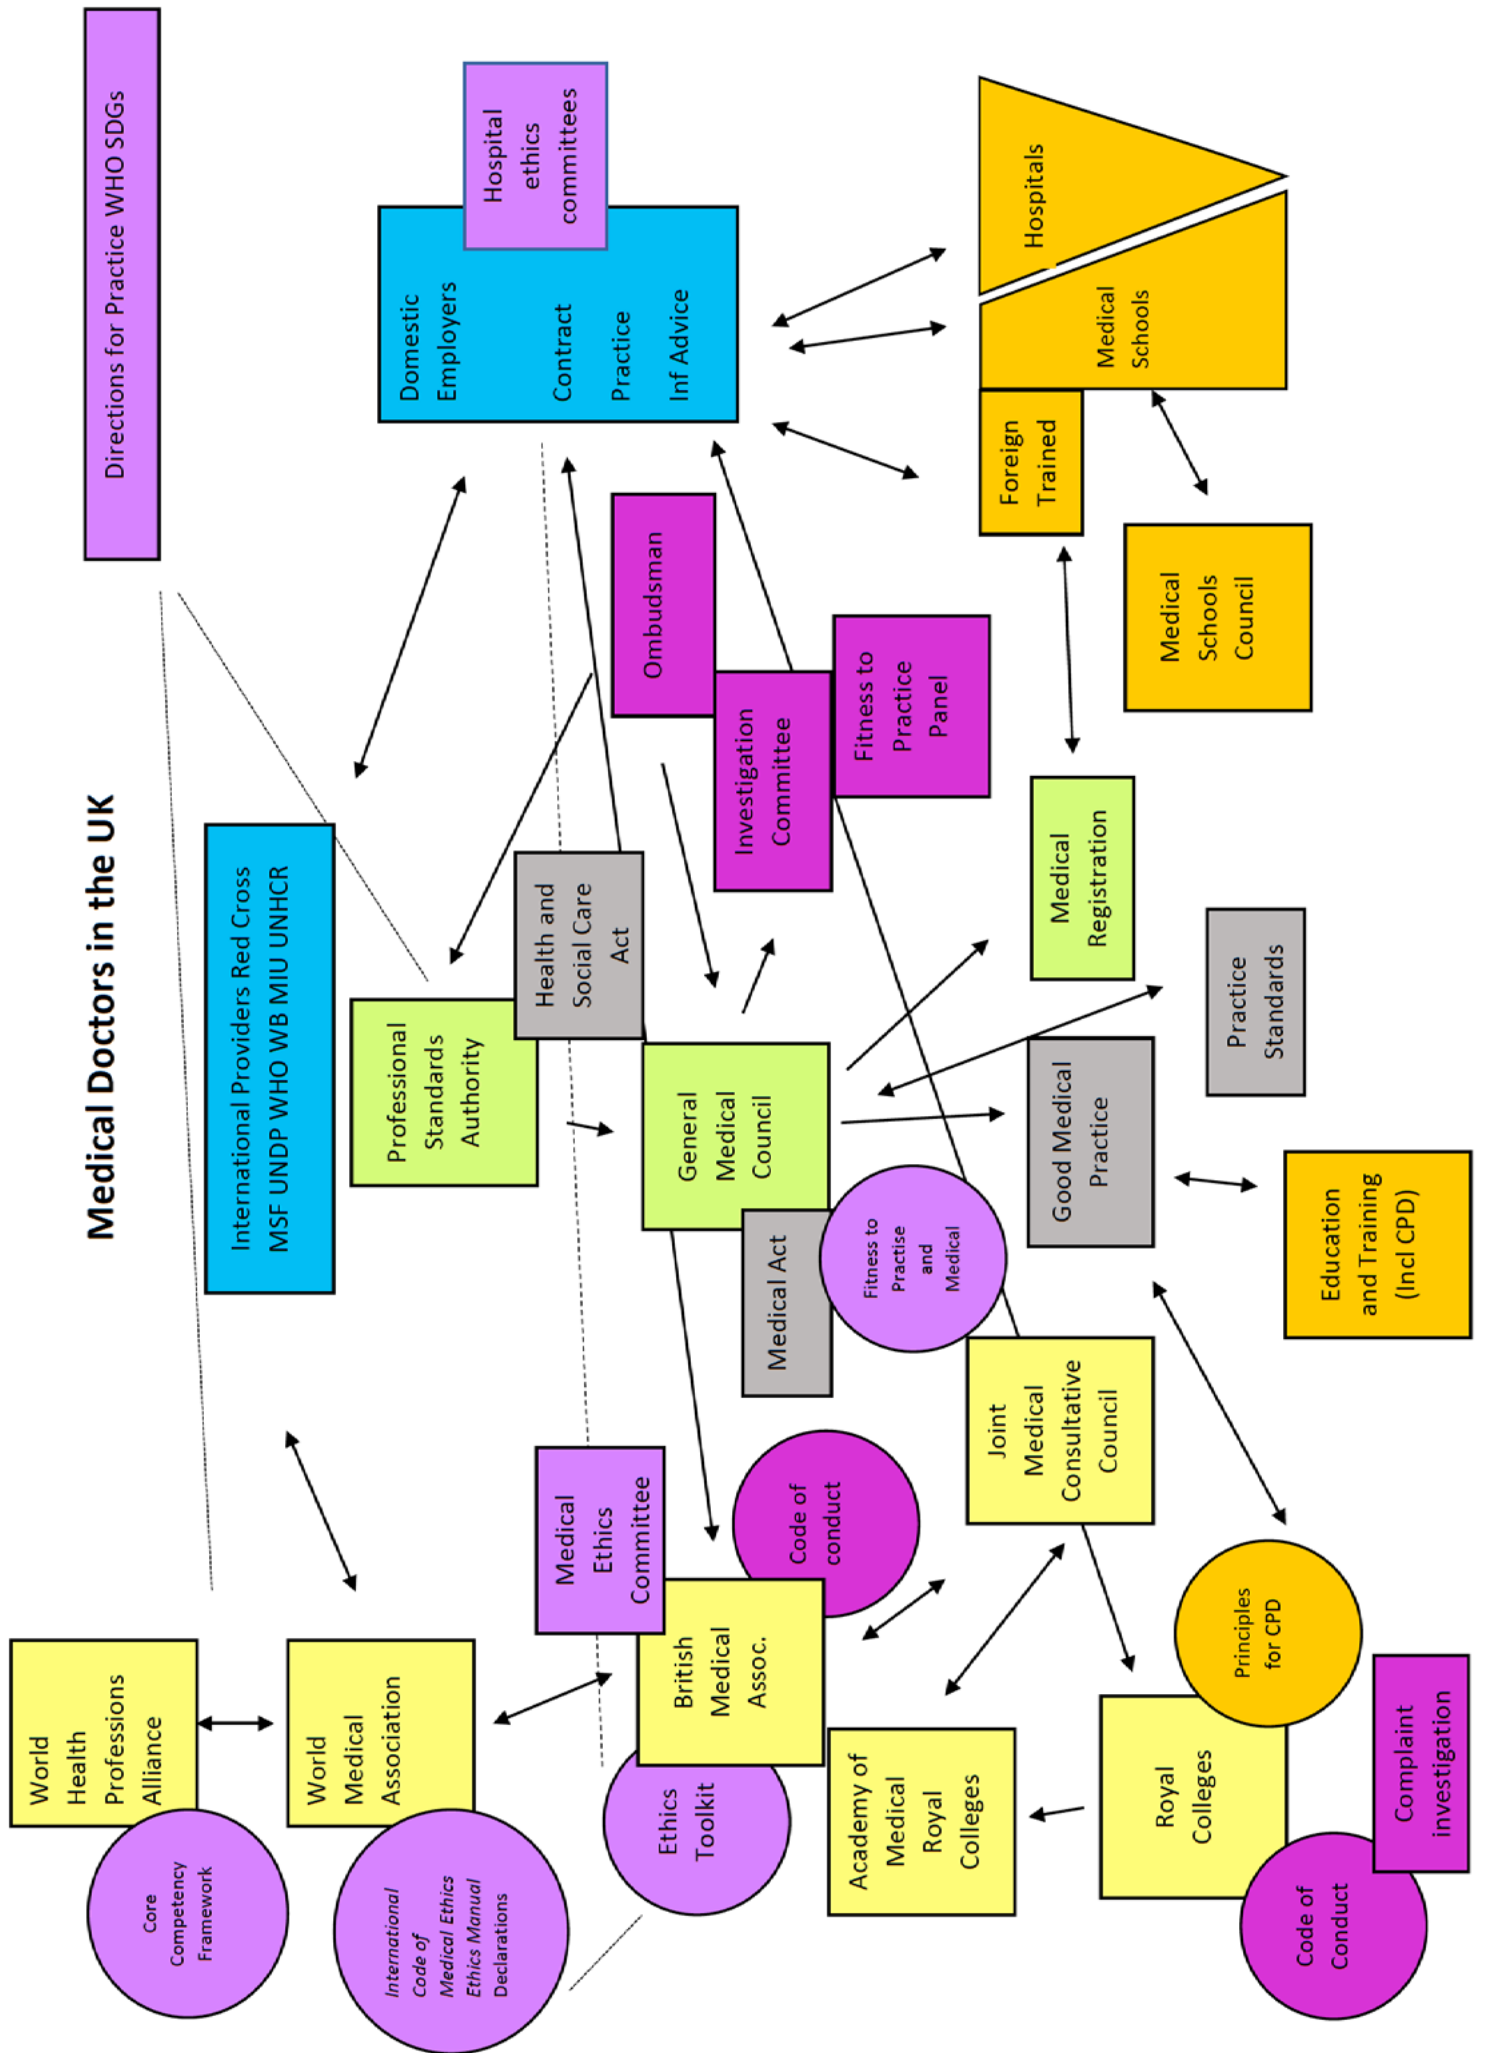 Medical Doctors in the UK
Directions for Practice WHO SDGs
World
Health
Professions
Alliance
Core
Competency
Framework
International Providers Red Cross
MSF UNDP WHO WB MIU UNHCR
World
Medical
Association
International
Code of
Medical Ethics
Ethics Manual
Declarations
Professional
Standards
Authority
Domestic
Employers
Contract
Practice
Inf Advice
Hospital
ethics
committees
Health and
Social Care
Act
Medical
Ethics
Committee
Ethics
Toolkit
British
Medical
Assoc.
Code of
conduct
General
Medical
Council
Medical Act
Fitness to
Practise
and
Medical
Ombudsman
Investigation
Committee
Fitness to
Practice
Panel
Academy of
Medical
Royal
Colleges
Joint
Medical
Consultative
Council
Good Medical
Practice
Medical
Registration
Foreign
Trained
Hospitals
Medical
Schools
Medical
Schools
Council
Practice
Standards
Royal
Colleges
Principles
for CPD
Code of
Conduct
Complaint
investigation
Education
and Training
(Incl CPD)